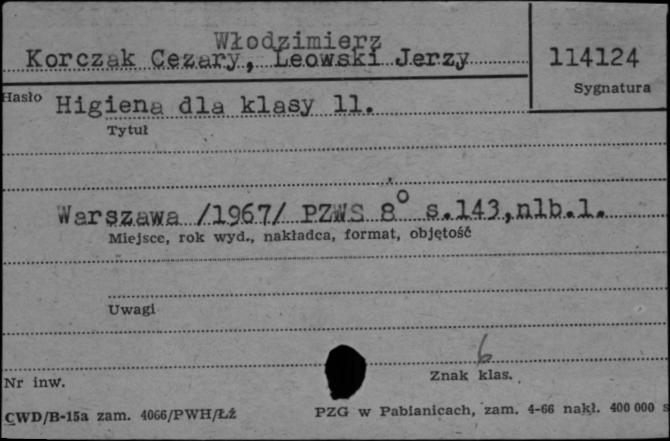 Włodzimierz
Korczak Cezary, Leowski Jerzy
114124
Sygnatura
Hasło
Higiena dla klasy 11.
Tytuł
Warszawa /1967/ PZWS 8° s.143,nlb.1.
Miejsce, rok wyd., nakładca, format, objętość
Uwagi
6
Nr inw.
Znak klas.
CWD/B-15a zam. 4066/PWH/Łź
PZG w Pabianicach, zam. 4-66 nakł. 400 000 s